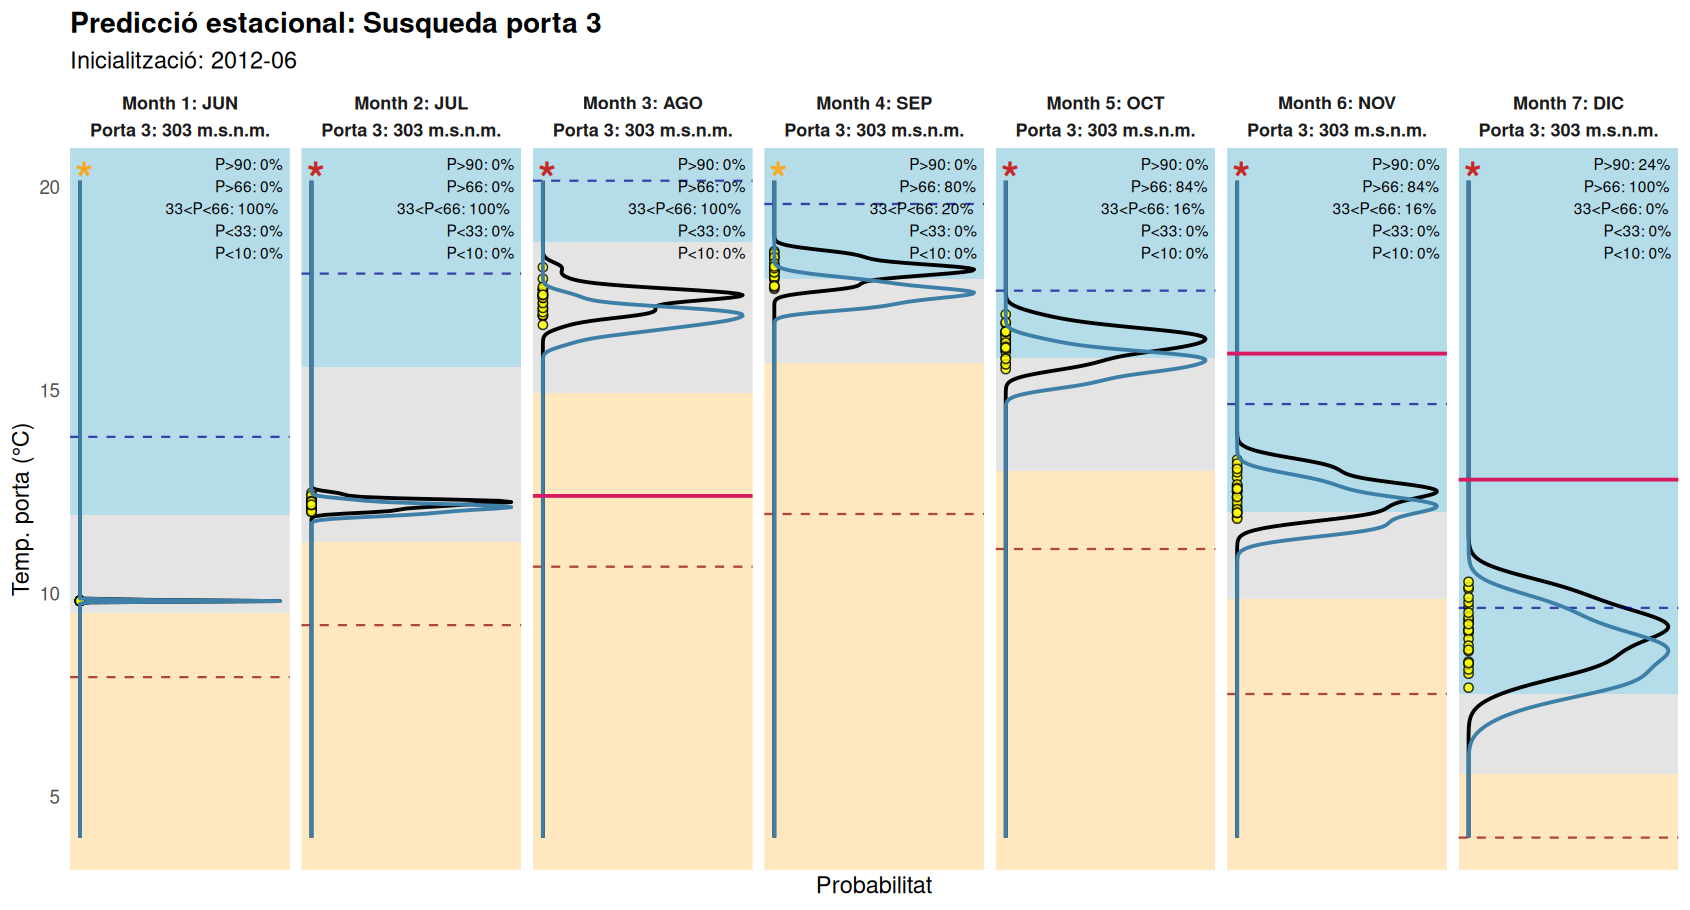 Predicció estacional: Susqueda porta 3
Inicialització: 2012-06
Month 1: JUN
Porta 3: 303 m.s.n.m.
Month 2: JUL
Porta 3: 303 m.s.n.m.
Month 3: AGO
Porta 3: 303 m.s.n.m.
Month 4: SEP
Porta 3: 303 m.s.n.m.
Month 5: OCT
Porta 3: 303 m.s.n.m.
Month 6: NOV
Porta 3: 303 m.s.n.m.
Month 7: DIC
Porta 3: 303 m.s.n.m.
Temp. porta (°C)
20
15
10
5
*
P>90: 0%
P>66: 0%
33<P<66: 100%
P<33: 0%
P<10: 0%
*
P>90: 0%
P>66: 0%
33<P<66: 100%
P<33: 0%
P<10: 0%
*
P>90: 0%
P>66: 0%
33<P<66: 100%
P<33: 0%
P<10: 0%
*
P>90: 0%
P>66: 80%
33<P<66: 20%
P<33: 0%
P<10: 0%
*
P>90: 0%
P>66: 84%
33<P<66: 16%
P<33: 0%
P<10: 0%
*
P>90: 0%
P>66: 84%
33<P<66: 16%
P<33: 0%
P<10: 0%
*
P>90: 24%
P>66: 100%
33<P<66: 0%
P<33: 0%
P<10: 0%
Probabilitat